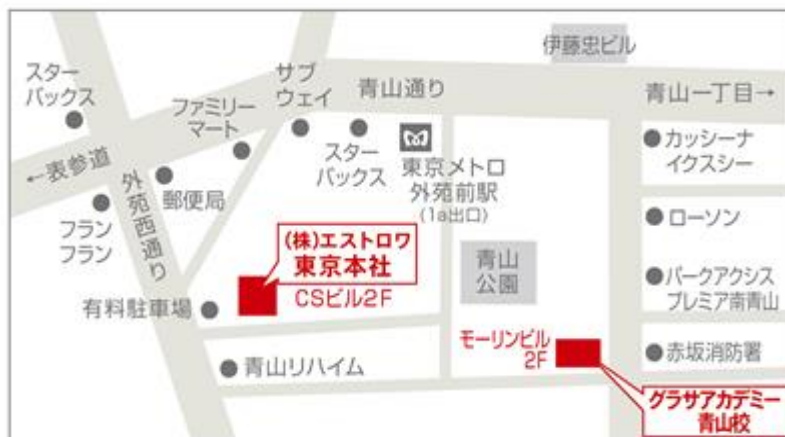 伊藤忠ビル
スター
バックス
サブ
ウェイ
青山通り
青山一丁目→
ファミリー
マート
スター
バックス
東京メトロ
外苑前駅
(1a出口)
カッシーナ
イクスシー
←表参道
外苑西通り
郵便局
フラン
フラン
ローソン
(株)エストロワ
東京本社
CSビル2F
青山
公園
有料駐車場
パークアクシス
プレミア南青山
モーリンビル
2F
赤坂消防署
青山リハイム
グラサアカデミー
青山校